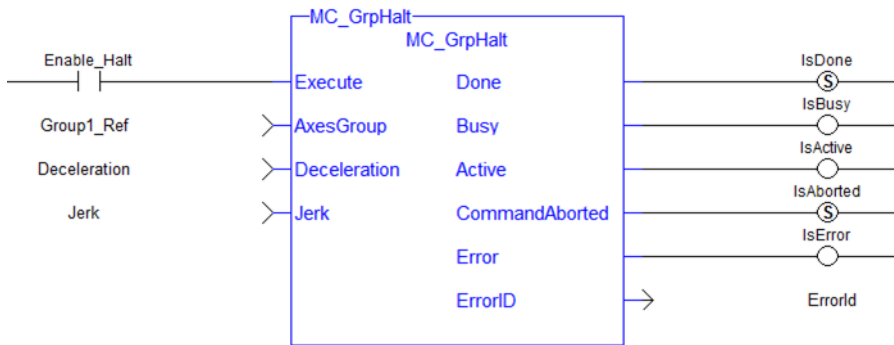 MC_GrpHalt
MC_GrpHalt
Enable_Halt
Execute
Done
IsDone
S
Group1_Ref
AxesGroup
Busy
IsBusy
Deceleration
Deceleration
Active
IsActive
Jerk
Jerk
CommandAborted
IsAborted
S
Error
IsError
ErrorID
ErrorId